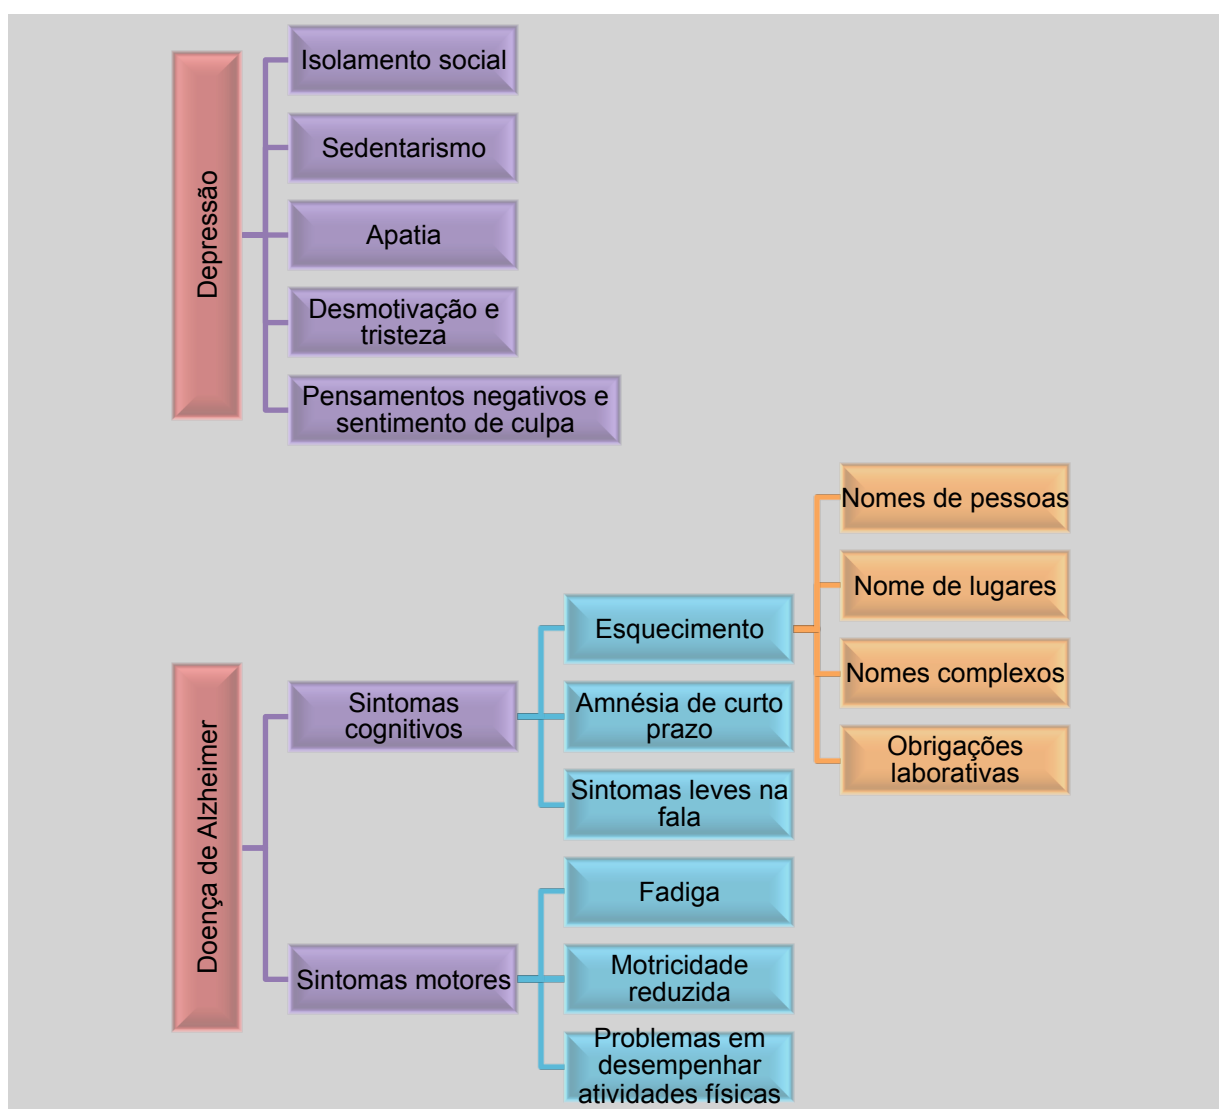 Depressão
Isolamento social
Sedentarismo
Apatia
Desmotivação e
tristeza
Pensamentos negativos e
sentimento de culpa
Doença de Alzheimer
Sintomas
cognitivos
Esquecimento
Nomes de pessoas
Nome de lugares
Nomes complexos
Obrigações
laborativas
Amnésia de curto
prazo
Sintomas leves na
fala
Sintomas motores
Fadiga
Motricidade
reduzida
Problemas em
desempenhar
atividades físicas